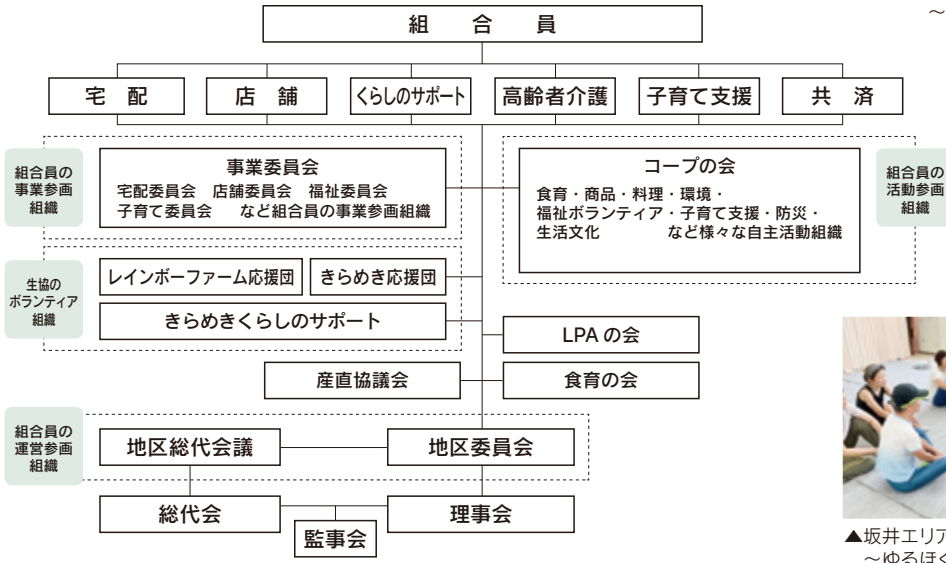 ～
組　合　員
宅　配
店　舗
くらしのサポート
高齢者介護
子育て支援
共　済
組合員の
事業参画
組織
事業委員会
宅配委員会　店舗委員会　福祉委員会
子育て委員会　など組合員の事業参画組織
コープの会
食育・商品・料理・環境・
福祉ボランティア・子育て支援・防災・
生活文化　など様々な自主活動組織
組合員の
活動参画
組織
生協の
ボランティア
組織
レインボーファーム応援団
きらめき応援団
きらめきくらしのサポート
LPA の会
産直協議会
食育の会
組合員の
運営参画
組織
地区総代会議
地区委員会
総代会
理事会
監事会
▲坂井エリア
～ゆるほぐ